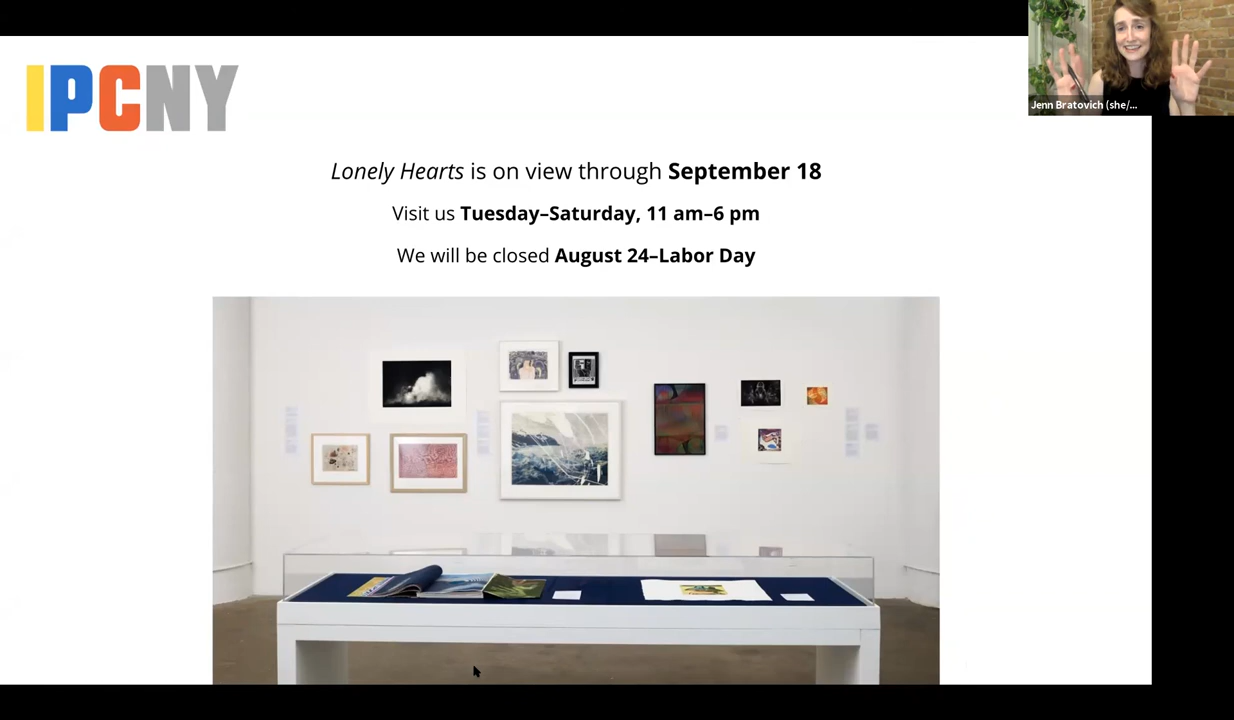 IPCNY
Jenn Bratovich (she/...
Lonely Hearts is on view through September 18
Visit us Tuesday–Saturday, 11 am–6 pm
We will be closed August 24–Labor Day